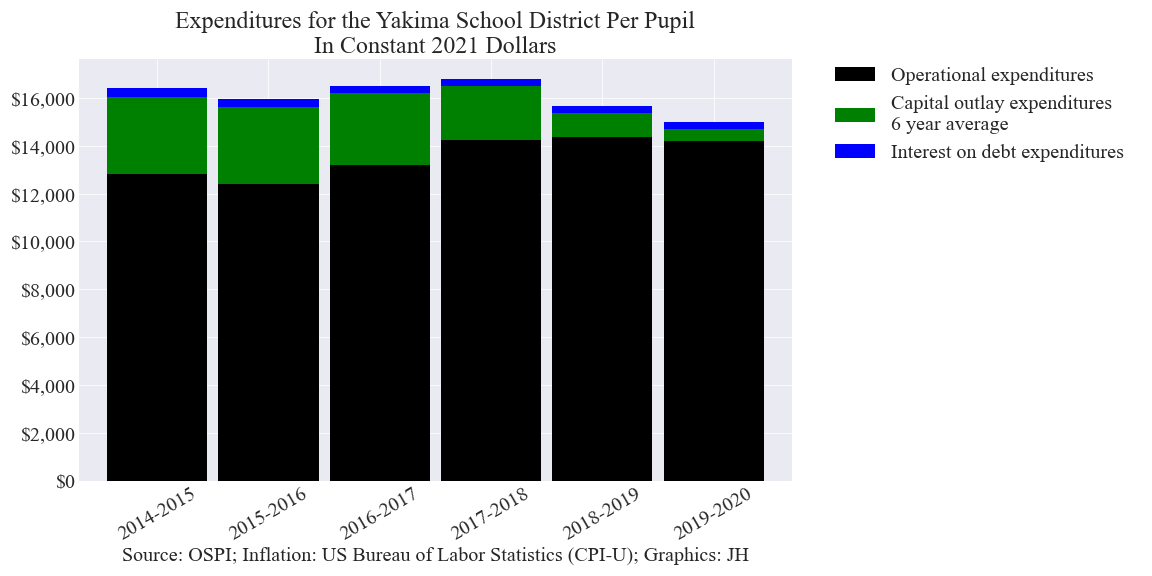 Expenditures for the Yakima School District Per Pupil
In Constant 2021 Dollars
Operational expenditures
Capital outlay expenditures
6 year average
Interest on debt expenditures
$16,000
$14,000
$12,000
$10,000
$8,000
$6,000
$4,000
$2,000
$0
2014-2015
2015-2016
2016-2017
2017-2018
2018-2019
2019-2020
Source: OSPI; Inflation: US Bureau of Labor Statistics (CPI-U); Graphics: JH